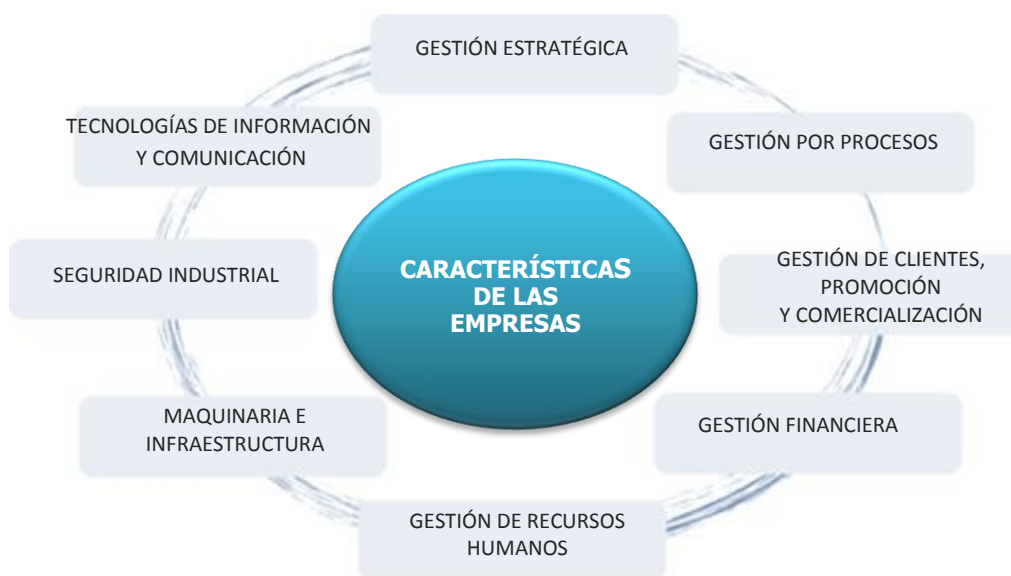 GESTIÓN ESTRATÉGICA
TECNOLOGÍAS DE INFORMACIÓN
Y COMUNICACIÓN
GESTIÓN POR PROCESOS
CARACTERÍSTICAS
DE LAS
EMPRESAS
SEGURIDAD INDUSTRIAL
GESTIÓN DE CLIENTES,
PROMOCIÓN
Y COMERCIALIZACIÓN
MAQUINARIA E
INFRAESTRUCTURA
GESTIÓN FINANCIERA
GESTIÓN DE RECURSOS
HUMANOS